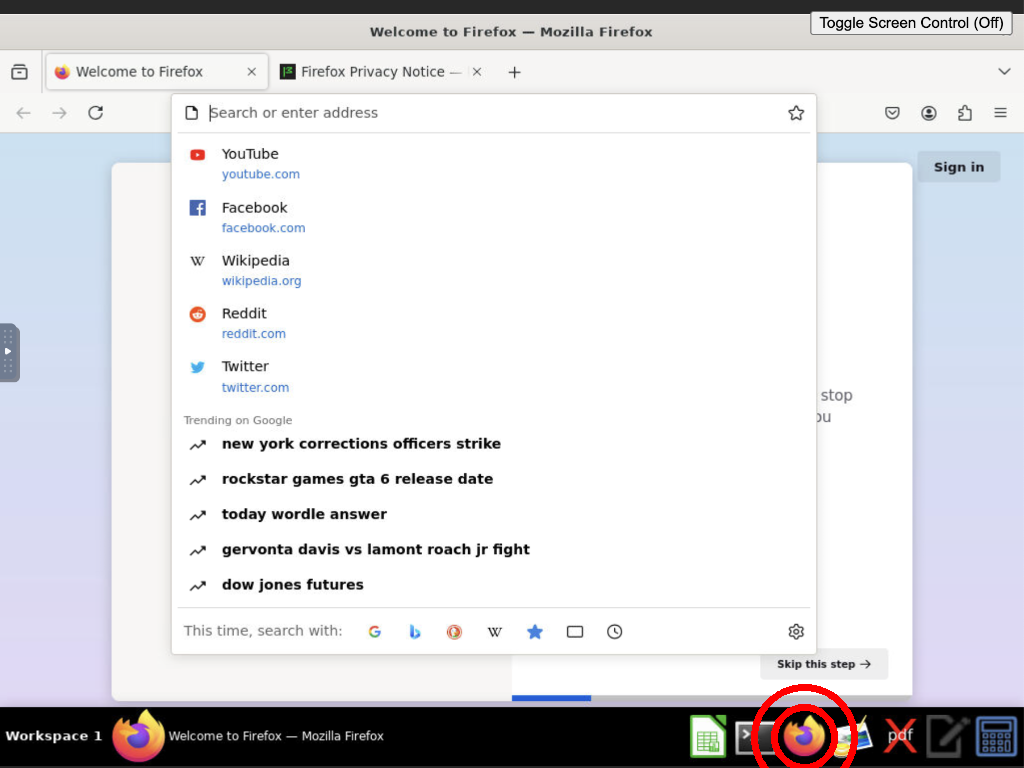 Toggle Screen Control (Off)
Welcome to Firefox — Mozilla Firefox
Welcome to Firefox
Firefox Privacy Notice —
Search or enter address
Sign in
YouTube
youtube.com
Facebook
facebook.com
W Wikipedia
wikipedia.org
Reddit
reddit.com
Twitter
twitter.com
stop
ou
Trending on Google
new york corrections officers strike
rockstar games gta 6 release date
today wordle answer
gervonta davis vs lamont roach jr fight
dow jones futures
This time, search with: G b W
Skip this step →
Workspace 1 Welcome to Firefox — Mozilla Firefox pdf